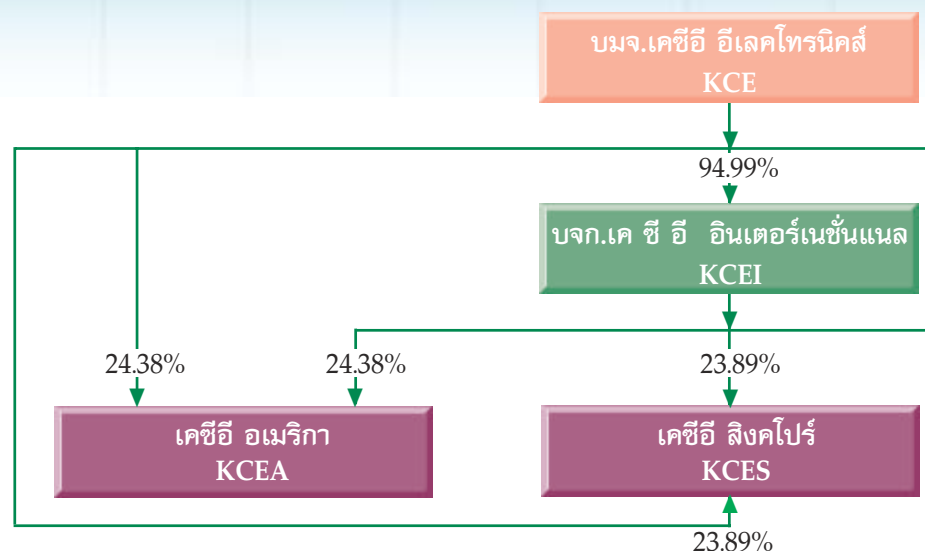 บมจ.เคซีอี อีเลคโทรนิคส์
KCE
94.99%
บจก.เค ซี อี อินเตอร์เนชั่นแนล
KCEI
24.38%
24.38%
23.89%
เคซีอี อเมริกา
KCEA
เคซีอี สิงคโปร์
KCES
23.89%